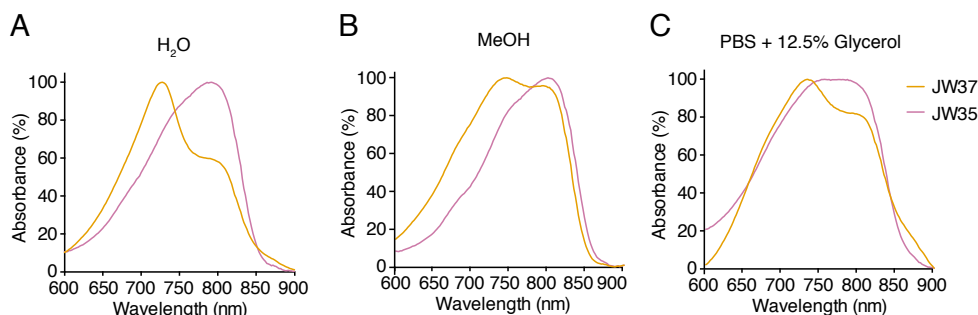 A
H₂O
Absorbance (%)
100
80
60
40
20
0
600 650 700 750 800 850 900
Wavelength (nm)
B
MeOH
Absorbance (%)
100
80
60
40
20
0
600 650 700 750 800 850 900
Wavelength (nm)
C
PBS + 12.5% Glycerol
Absorbance (%)
100
80
60
40
20
0
600 650 700 750 800 850 900
Wavelength (nm)
JW37
JW35